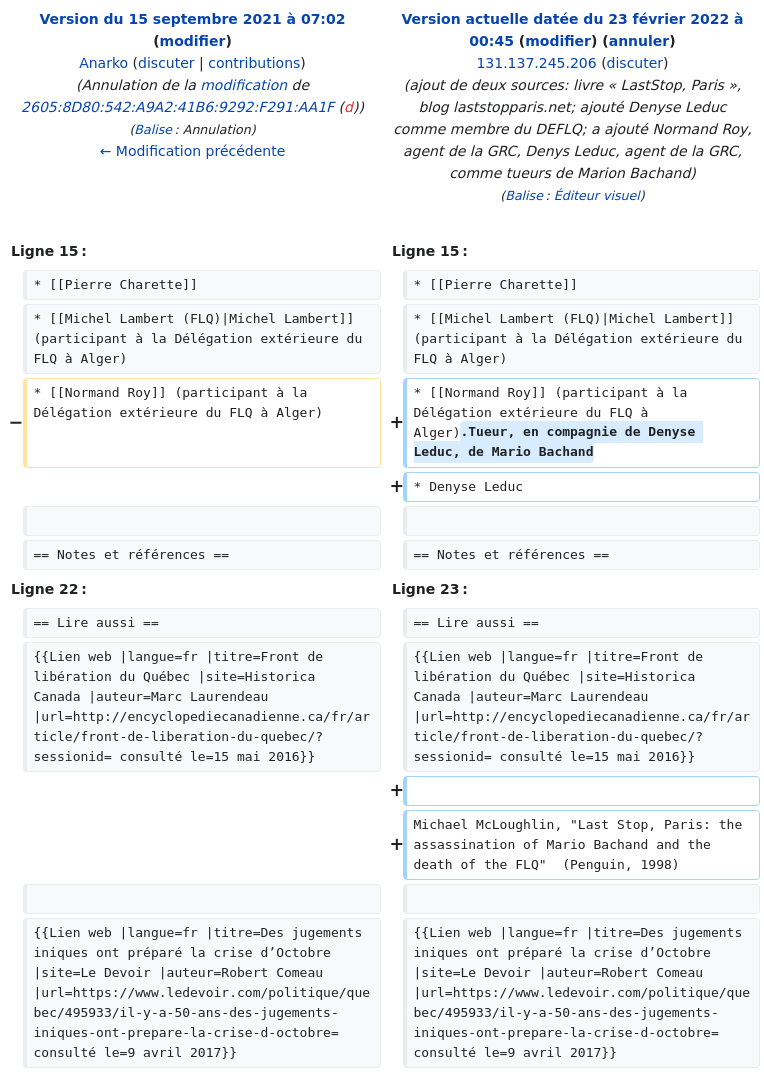 Version du 15 septembre 2021 à 07:02
(modifier)
Anarko (discuter | contributions)
(Annulation de la modification de
2605:8D80:542:A9A2:41B6:9292:F291:AA1F (d))
(Balise : Annulation)
← Modification précédente
Version actuelle datée du 23 février 2022 à
00:45 (modifier) (annuler)
131.137.245.206 (discuter)
(ajout de deux sources: livre « LastStop, Paris »,
blog laststopparis.net; ajouté Denyse Leduc
comme membre du DEFLQ; a ajouté Normand Roy,
agent de la GRC, Denys Leduc, agent de la GRC,
comme tueurs de Marion Bachand)
(Balise : Éditeur visuel)
Ligne 15 :
Ligne 15 :
* [[Pierre Charette]]
* [[Pierre Charette]]
* [[Michel Lambert (FLQ)|Michel Lambert]]
(participant à la Délégation extérieure du
FLQ à Alger)
* [[Michel Lambert (FLQ)|Michel Lambert]]
(participant à la Délégation extérieure du
FLQ à Alger)
−
* [[Normand Roy]] (participant à la
Délégation extérieure du FLQ à Alger)
+
* [[Normand Roy]] (participant à la
Délégation extérieure du FLQ à
Alger).Tueur, en compagnie de Denyse
Leduc, de Mario Bachand
+
* Denyse Leduc
== Notes et références ==
== Notes et références ==
Ligne 22 :
Ligne 23 :
== Lire aussi ==
== Lire aussi ==
{{Lien web |langue=fr |titre=Front de
libération du Québec |site=Historica
Canada |auteur=Marc Laurendeau
|url=http://encyclopediecanadienne.ca/fr/ar
ticle/front-de-liberation-du-quebec/?
sessionid= consulté le=15 mai 2016}}
{{Lien web |langue=fr |titre=Front de
libération du Québec |site=Historica
Canada |auteur=Marc Laurendeau
|url=http://encyclopediecanadienne.ca/fr/ar
ticle/front-de-liberation-du-quebec/?
sessionid= consulté le=15 mai 2016}}
+
+
Michael McLoughlin, "Last Stop, Paris: the
assassination of Mario Bachand and the
death of the FLQ"  (Penguin, 1998)
{{Lien web |langue=fr |titre=Des jugements
iniques ont préparé la crise d’Octobre
|site=Le Devoir |auteur=Robert Comeau
|url=https://www.ledevoir.com/politique/que
bec/495933/il-y-a-50-ans-des-jugements-
iniques-ont-prepare-la-crise-d-octobre=
consulté le=9 avril 2017}}
{{Lien web |langue=fr |titre=Des jugements
iniques ont préparé la crise d’Octobre
|site=Le Devoir |auteur=Robert Comeau
|url=https://www.ledevoir.com/politique/que
bec/495933/il-y-a-50-ans-des-jugements-
iniques-ont-prepare-la-crise-d-octobre=
consulté le=9 avril 2017}}